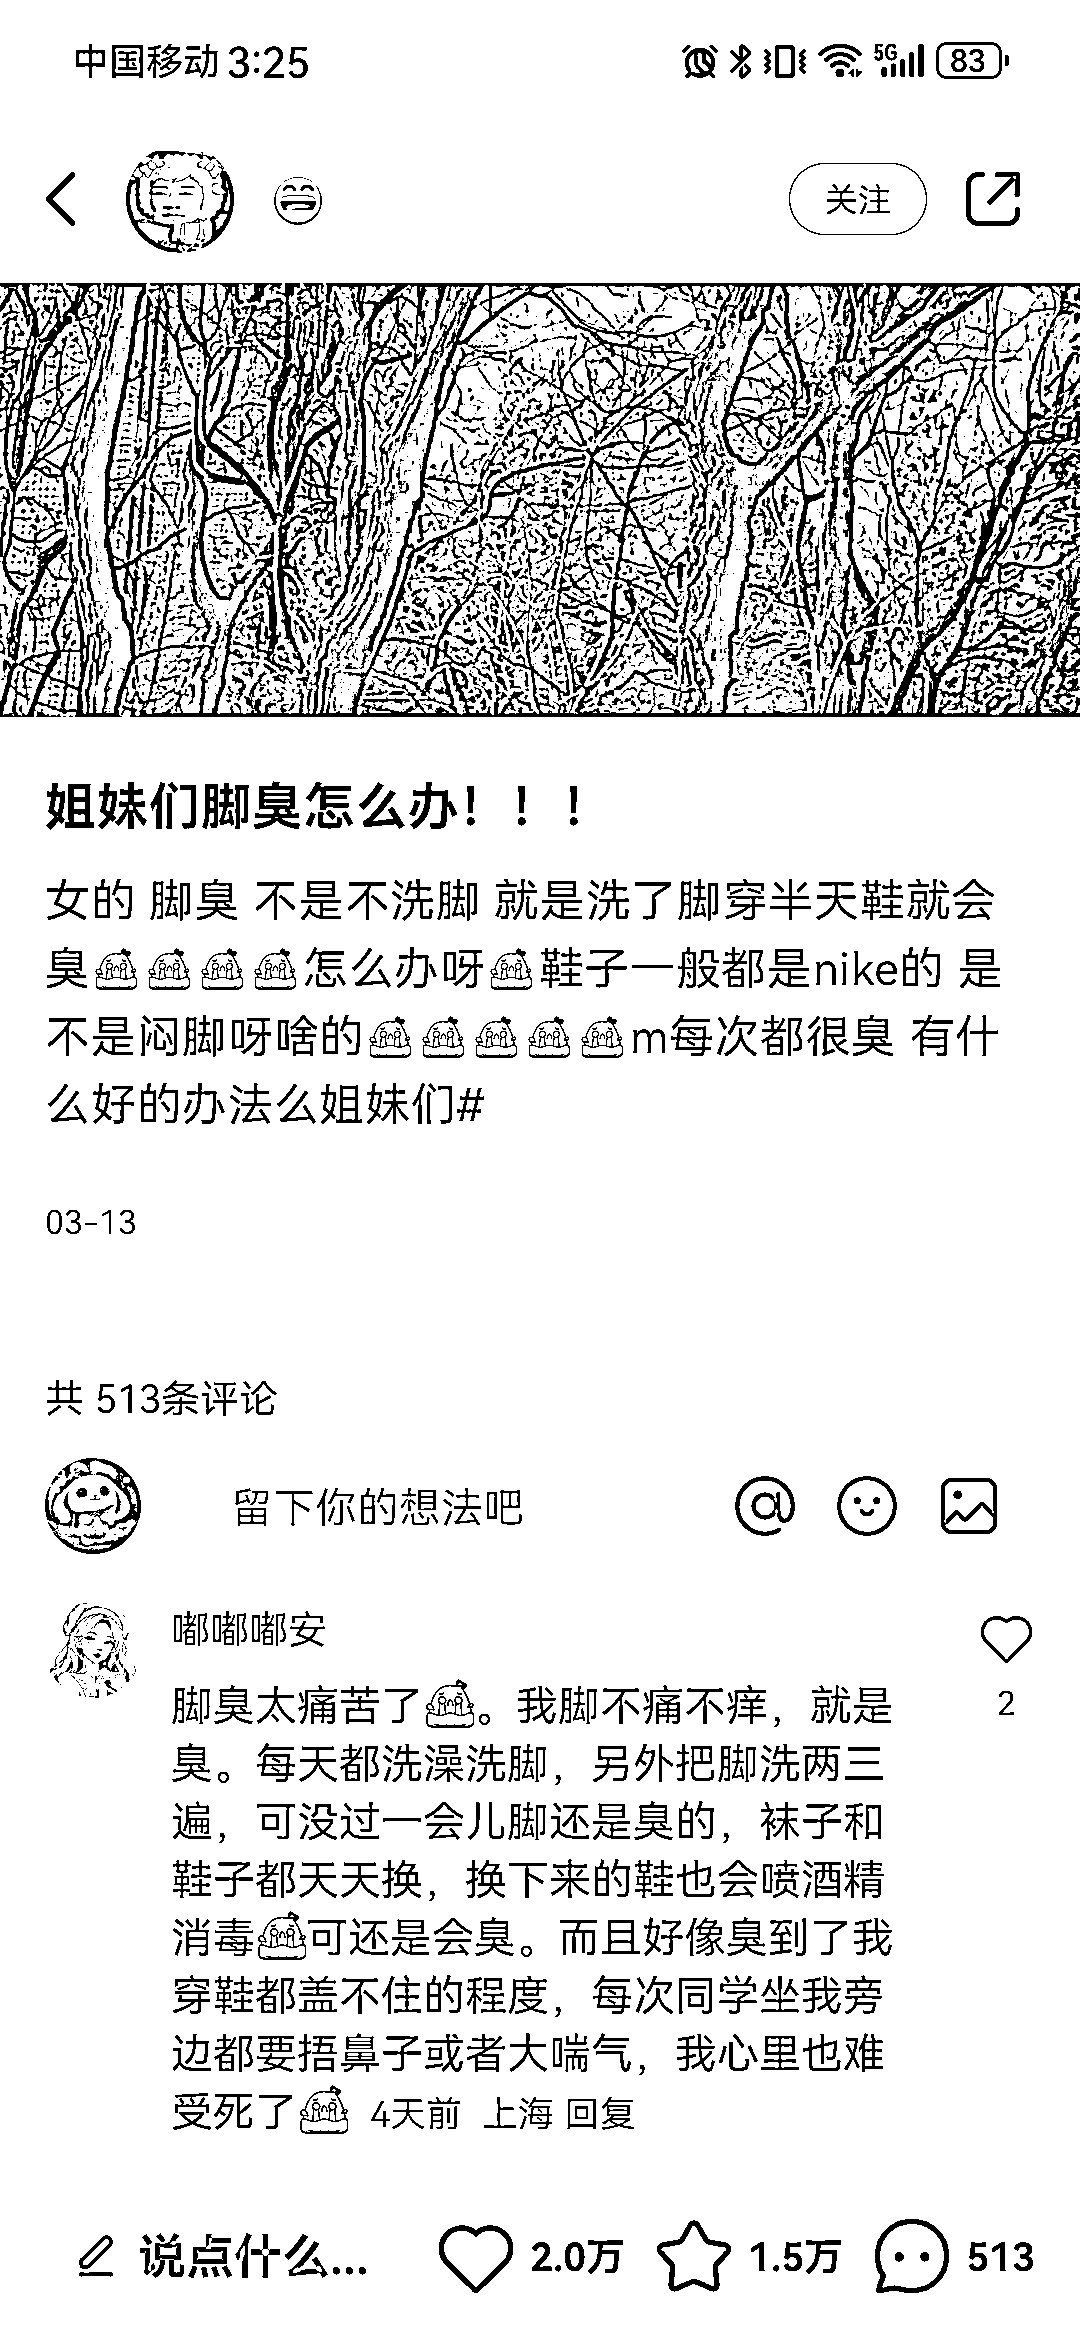 中国移动 3:25
5G 83
关注
姐妹们脚臭怎么办！！！
女的 脚臭 不是不洗脚 就是洗了脚穿半天鞋就会
臭怎么办呀鞋子一般都是nike的 是
不是闷脚呀啥的m每次都很臭 有什
么好的办法么姐妹们#
03-13
共 513条评论
留下你的想法吧
嘟嘟嘟安
脚臭太痛苦了。我脚不痛不痒，就是
2
臭。每天都洗澡洗脚，另外把脚洗两三
遍，可没过一会儿脚还是臭的，袜子和
鞋子都天天换，换下来的鞋也会喷酒精
消毒可还是会臭。而且好像臭到了我
穿鞋都盖不住的程度，每次同学坐我旁
边都要捂鼻子或者大喘气，我心里也难
受死了 4天前 上海 回复
说点什么... 2.0万 1.5万 513